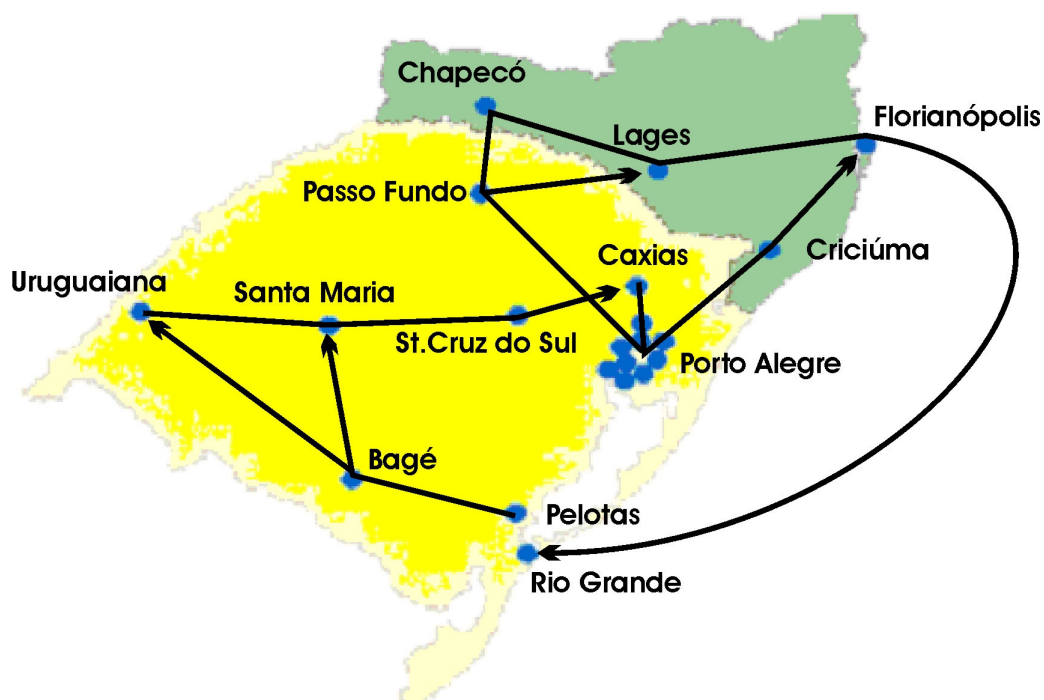 Chapecó
Florianópolis
Lages
Passo Fundo
Criciúma
Caxias
Uruguaiana
Santa Maria
St.Cruz do Sul
Porto Alegre
Bagé
Pelotas
Rio Grande